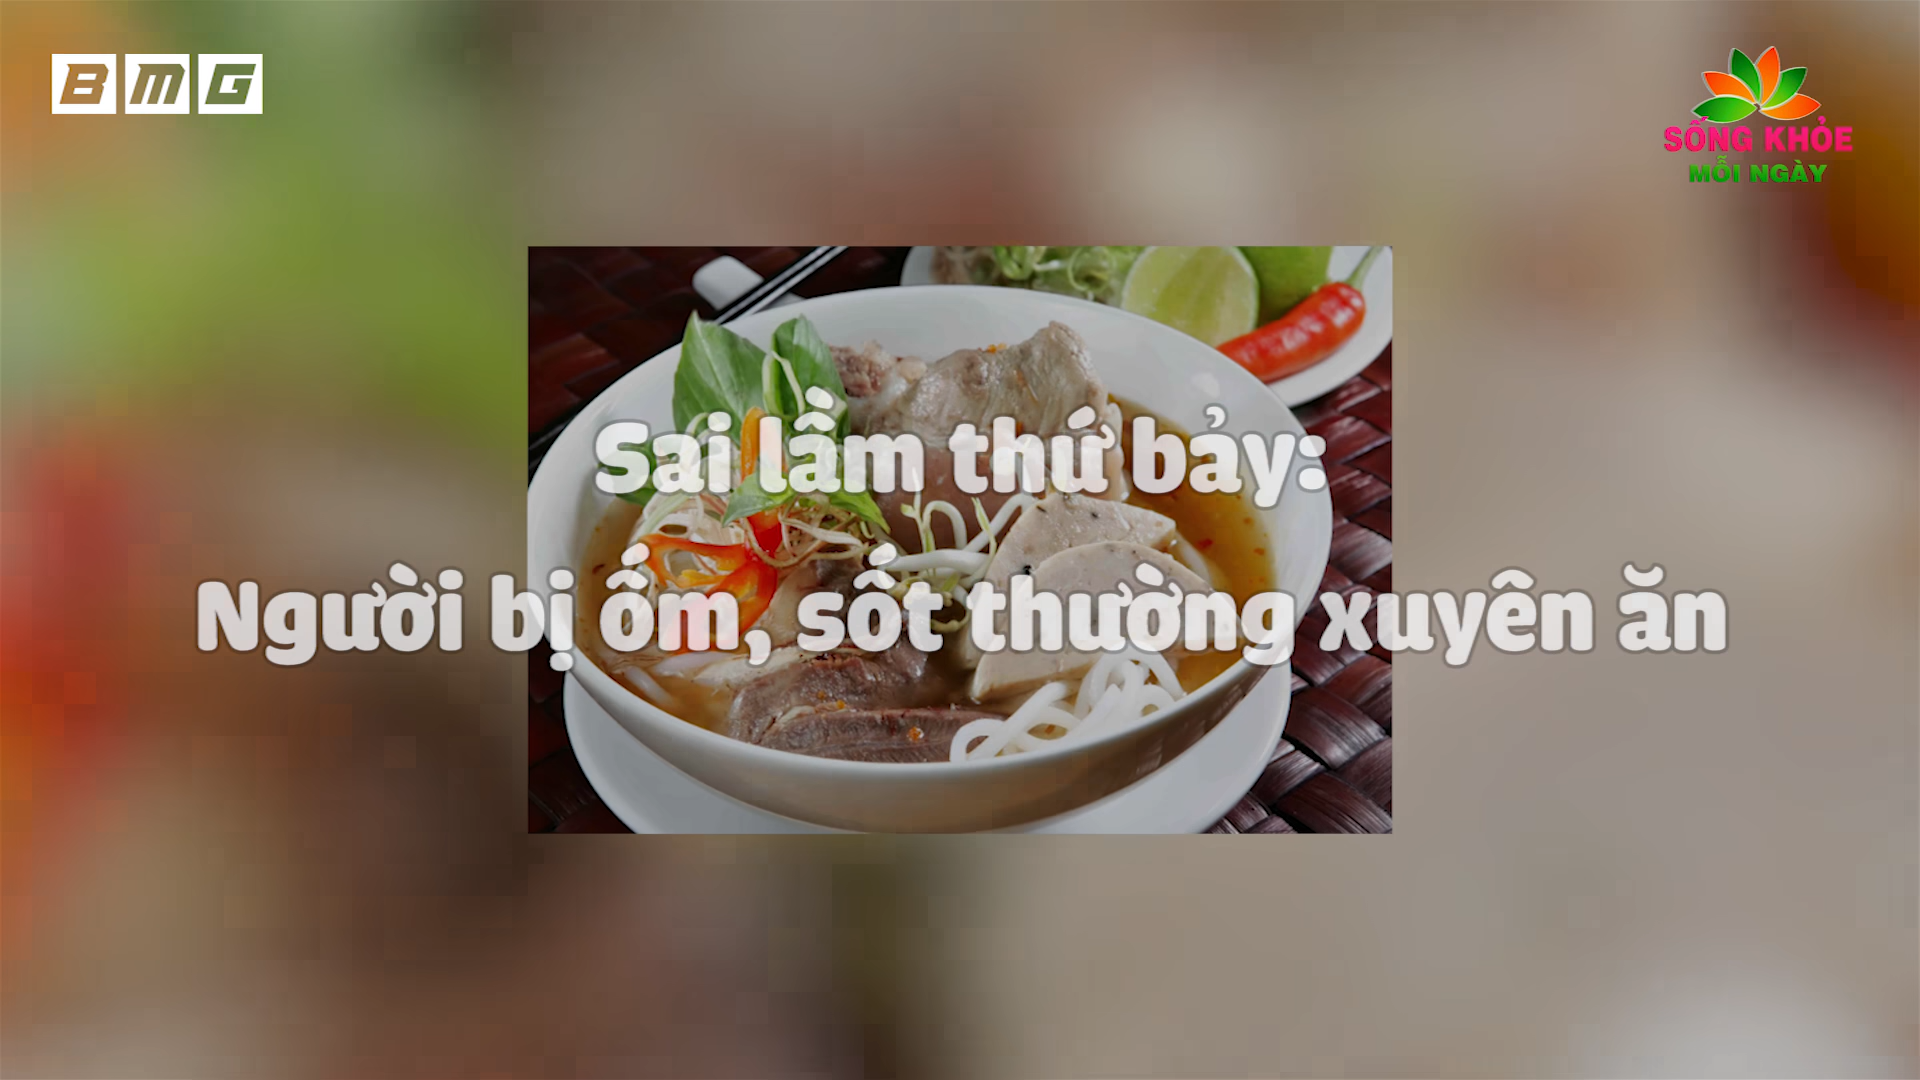 BMG
SỐNG KHỎE
MỖI NGÀY
Sai lầm thứ bảy:
Người bị ốm, sốt thường xuyên ăn